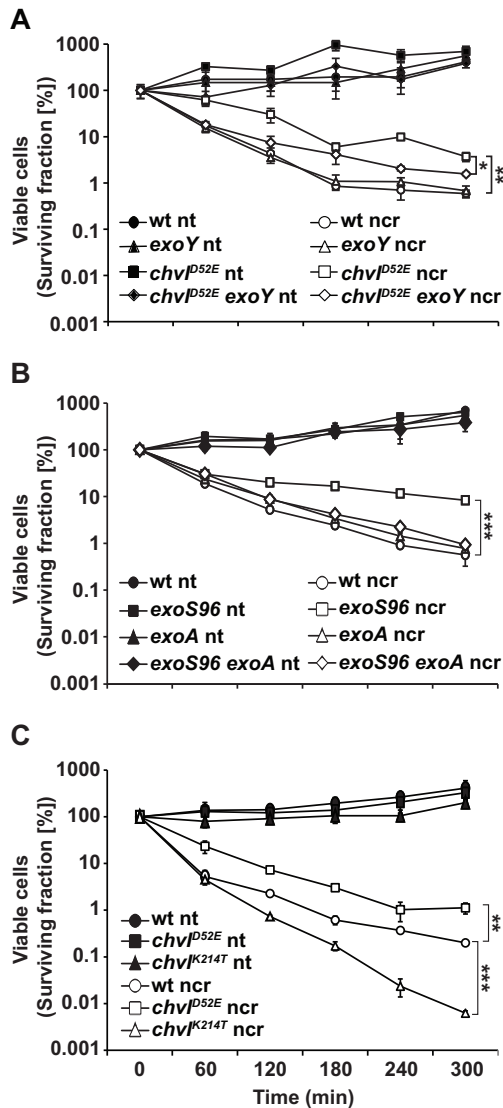 A
Viable cells
(Surviving fraction [%])
1000
100
10
1
0.1
0.01
0.001
*
**
wt nt
wt ncr
exoY nt
exoY ncr
chvI^D52E nt
chvI^D52E ncr
chvI^D52E exoY nt
chvI^D52E exoY ncr
B
Viable cells
(Surviving fraction [%])
1000
100
10
1
0.1
0.01
0.001
***
wt nt
wt ncr
exoS96 nt
exoS96 ncr
exoA nt
exoA ncr
exoS96 exoA nt
exoS96 exoA ncr
C
Viable cells
(Surviving fraction [%])
1000
100
10
1
0.1
0.01
0.001
**
***
wt nt
chvI^D52E nt
chvI^K214T nt
wt ncr
chvI^D52E ncr
chvI^K214T ncr
0 60 120 180 240 300
Time (min)